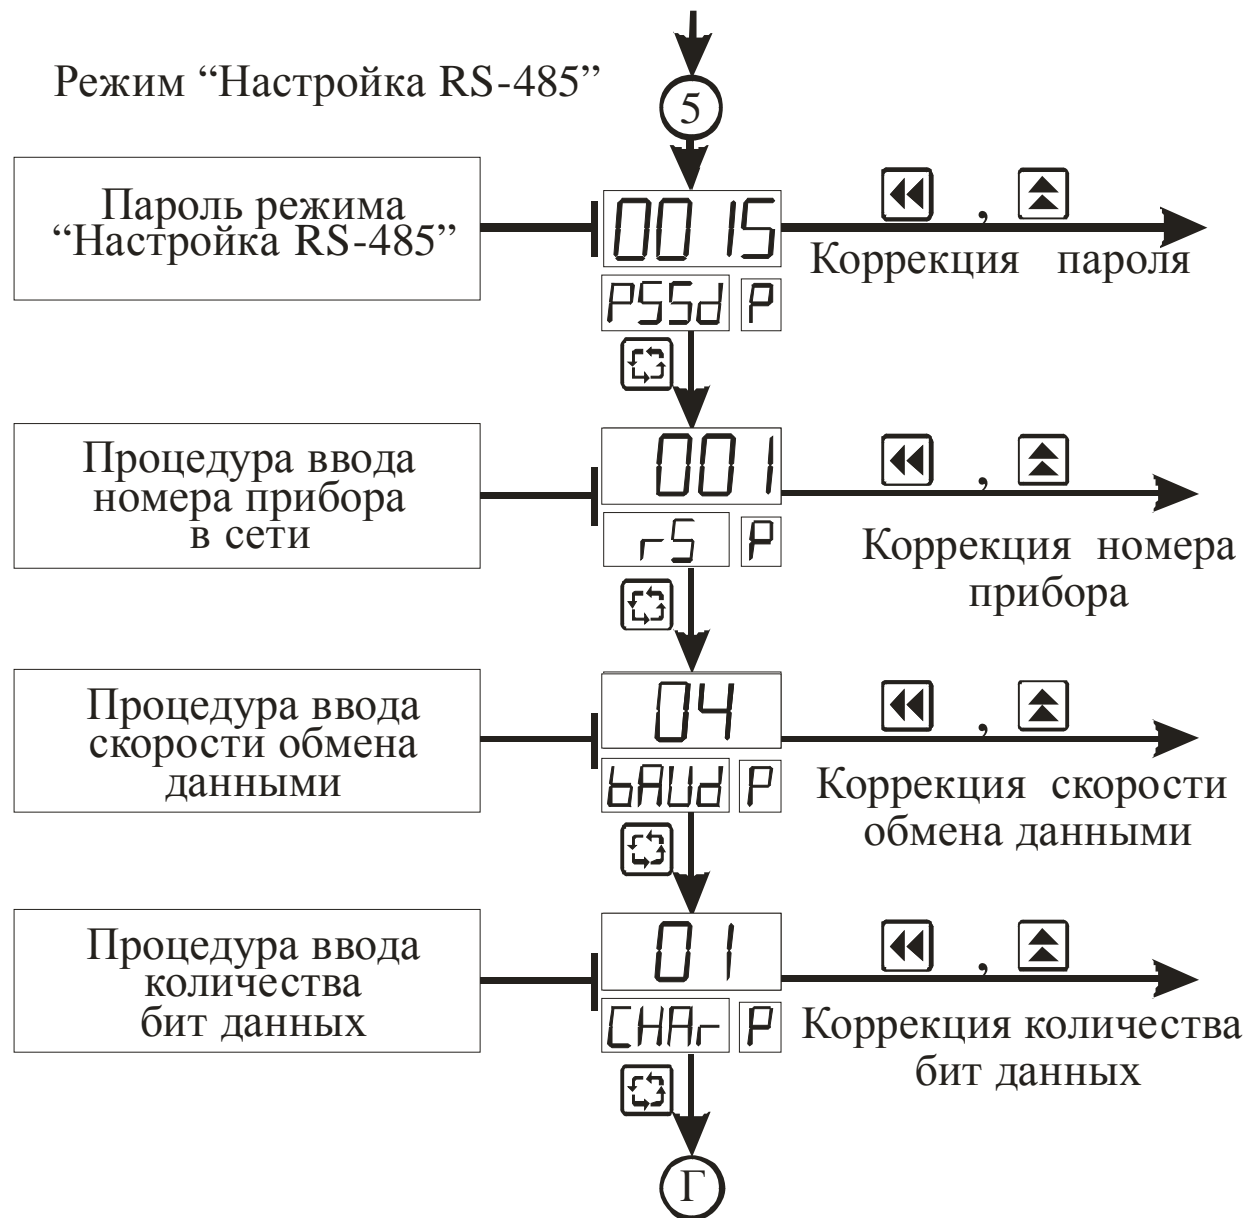 Режим “Настройка RS-485”
5
Пароль режима
“Настройка RS-485”
0015
PSSd P
,
Коррекция пароля
Процедура ввода
номера прибора
в сети
001
rS P
,
Коррекция номера
прибора
Процедура ввода
скорости обмена
данными
04
bAUd P
,
Коррекция скорости
обмена данными
Процедура ввода
количества
бит данных
01
CHAr P
,
Коррекция количества
бит данных
Г